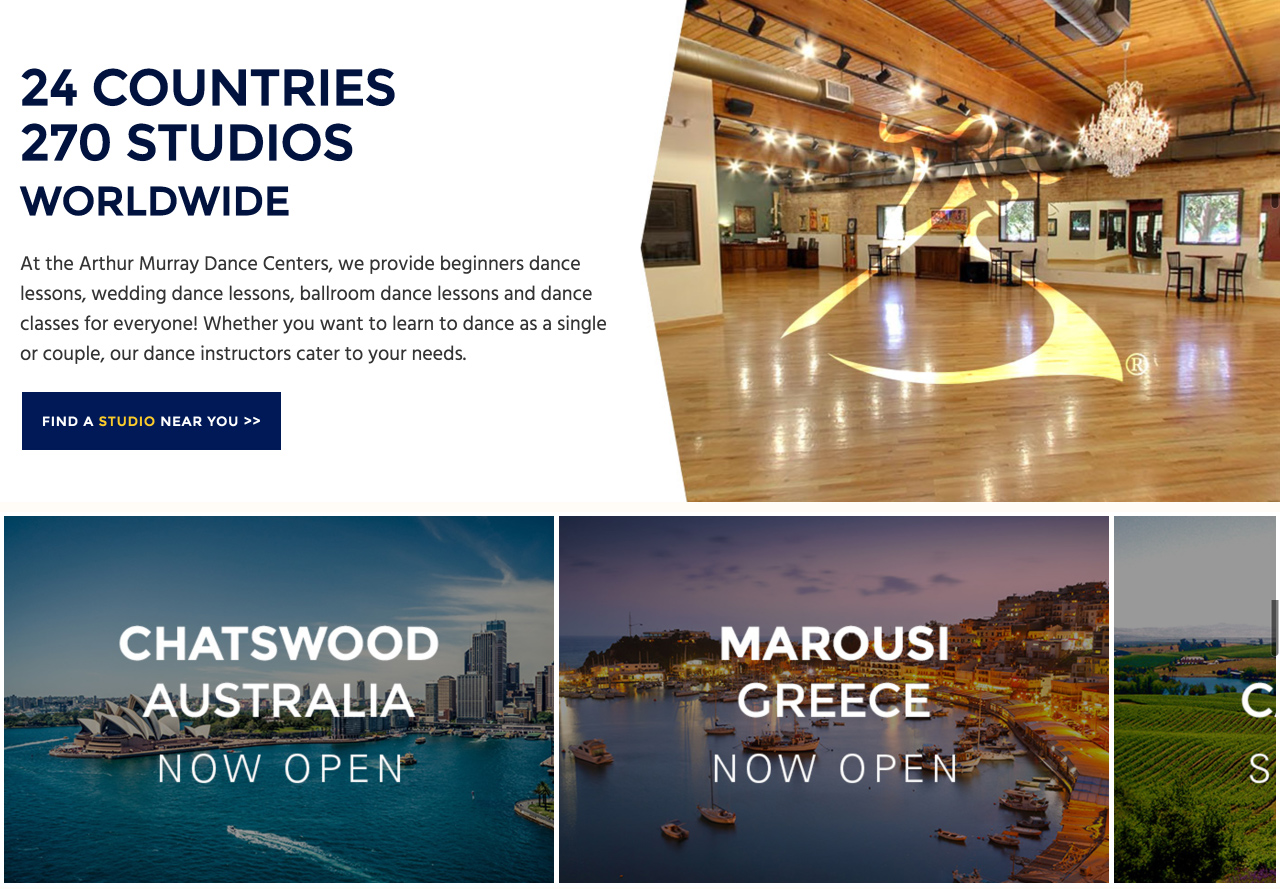 24 COUNTRIES
270 STUDIOS
WORLDWIDE
At the Arthur Murray Dance Centers, we provide beginners dance
lessons, wedding dance lessons, ballroom dance lessons and dance
classes for everyone! Whether you want to learn to dance as a single
or couple, our dance instructors cater to your needs.
FIND A STUDIO NEAR YOU >>
®
CHATSWOOD
AUSTRALIA
NOW OPEN
MAROUSI
GREECE
NOW OPEN